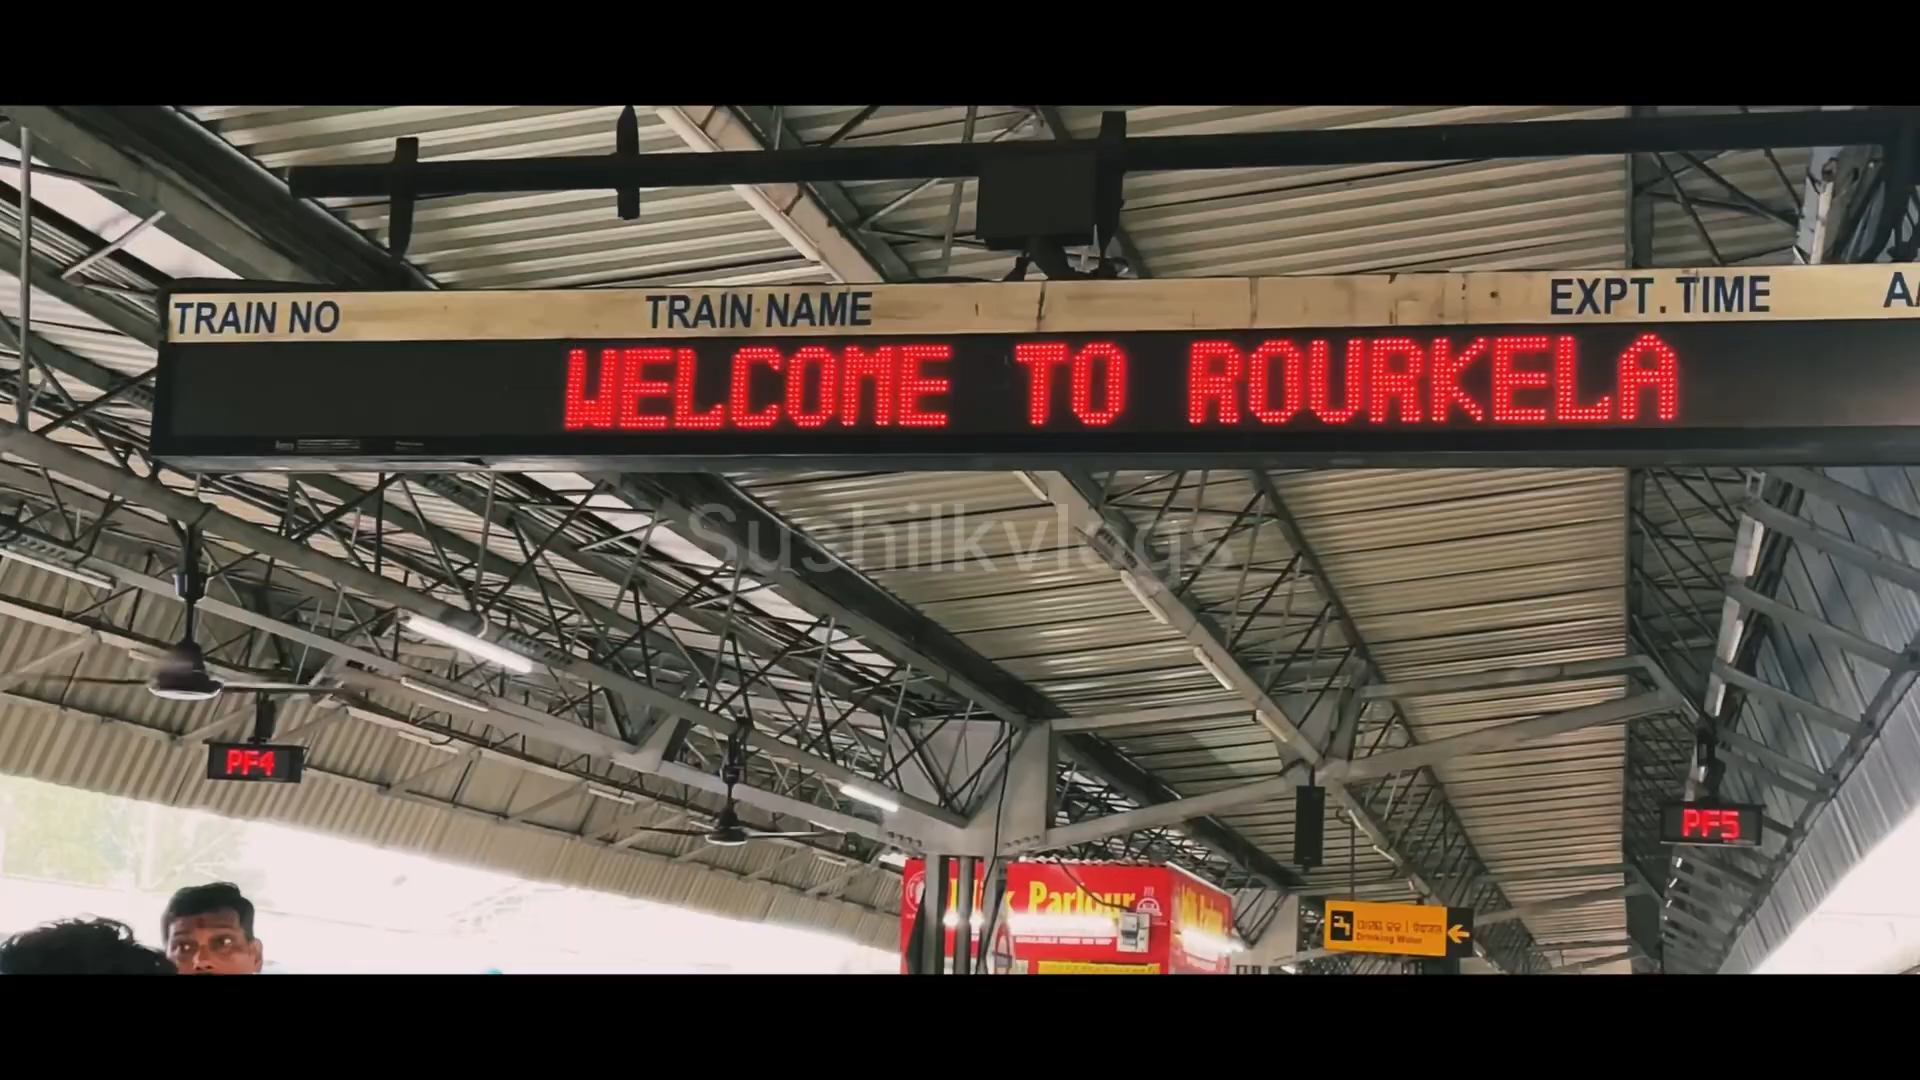 TRAIN NO TRAIN NAME EXPT. TIME
WELCOME TO ROURKELA
Sushilkvlogs
PF4
PF5
Parlour
Drinking Water